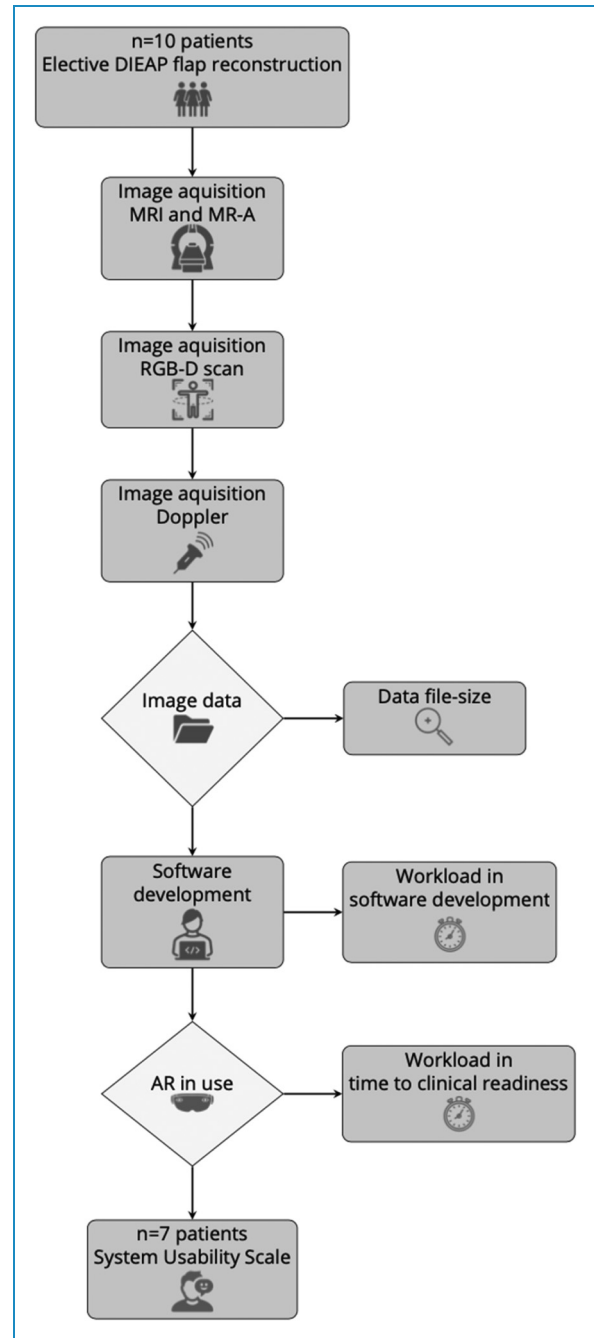 n=10 patients
Elective DIEAP flap reconstruction
Image aquisition
MRI and MR-A
Image aquisition
RGB-D scan
Image aquisition
Doppler
Image data
Data file-size
Software
development
Workload in
software development
AR in use
Workload in
time to clinical readiness
n=7 patients
System Usability Scale